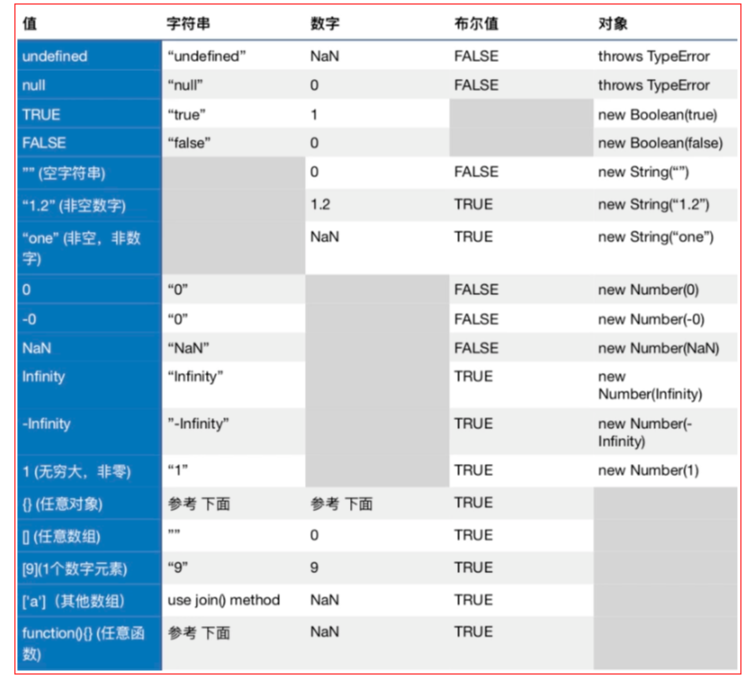 值 字符串 数字 布尔值 对象
undefined “undefined” NaN FALSE throws TypeError
null “null” 0 FALSE throws TypeError
TRUE “true” 1 new Boolean(true)
FALSE “false” 0 new Boolean(false)
"" (空字符串) 0 FALSE new String(“”)
“1.2” (非空数字) 1.2 TRUE new String(“1.2”)
“one” (非空，非数 NaN TRUE new String(“one”)
字)
0 “0” FALSE new Number(0)
-0 “0” FALSE new Number(-0)
NaN “NaN” FALSE new Number(NaN)
Infinity “Infinity” TRUE new
Number(Infinity)
-Infinity ”-Infinity” TRUE new Number(-
Infinity)
1 (无穷大，非零) “1” TRUE new Number(1)
{} (任意对象) 参考 下面 参考 下面 TRUE
[] (任意数组) "" 0 TRUE
[9](1个数字元素) “9” 9 TRUE
['a']（其他数组） use join() method NaN TRUE
function(){} (任意函 参考 下面 NaN TRUE
数)